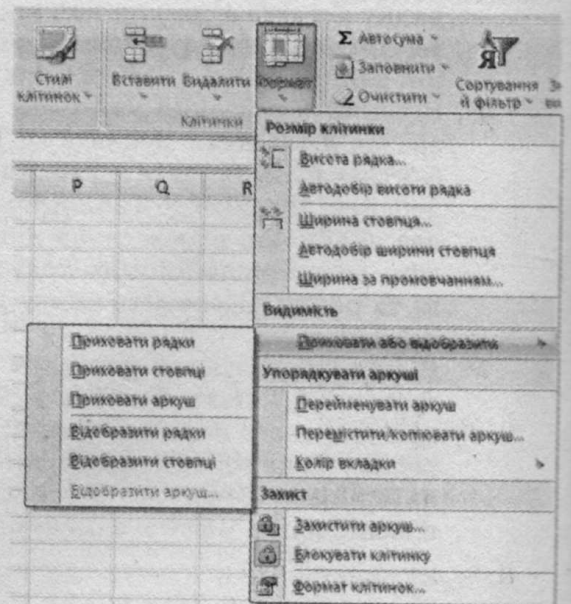 Стилі клітинок
Вставити Видалити Формат
Клітинки
Σ Автосума
Заповнити
Очистити
Сортування й фільтр
P Q R
Розмір клітинки
Висота рядка...
Автодобір висоти рядка
Ширина стовпця...
Автодобір ширини стовпця
Ширина за промовчанням...
Видимість
Приховати або відобразити
Приховати рядки
Приховати стовпці
Приховати аркуш
Відобразити рядки
Відобразити стовпці
Відобразити аркуш...
Упорядкувати аркуші
Перейменувати аркуш
Перемістити/копіювати аркуш...
Колір вкладки
Захист
Захистити аркуш...
Блокувати клітинку
Формат клітинок...